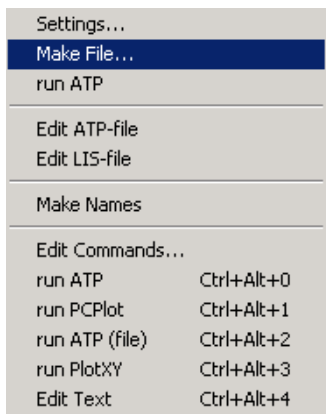 Settings...
Make File...
run ATP
Edit ATP-file
Edit LIS-file
Make Names
Edit Commands...
run ATP Ctrl+Alt+0
run PCPlot Ctrl+Alt+1
run ATP (file) Ctrl+Alt+2
run PlotXY Ctrl+Alt+3
Edit Text Ctrl+Alt+4